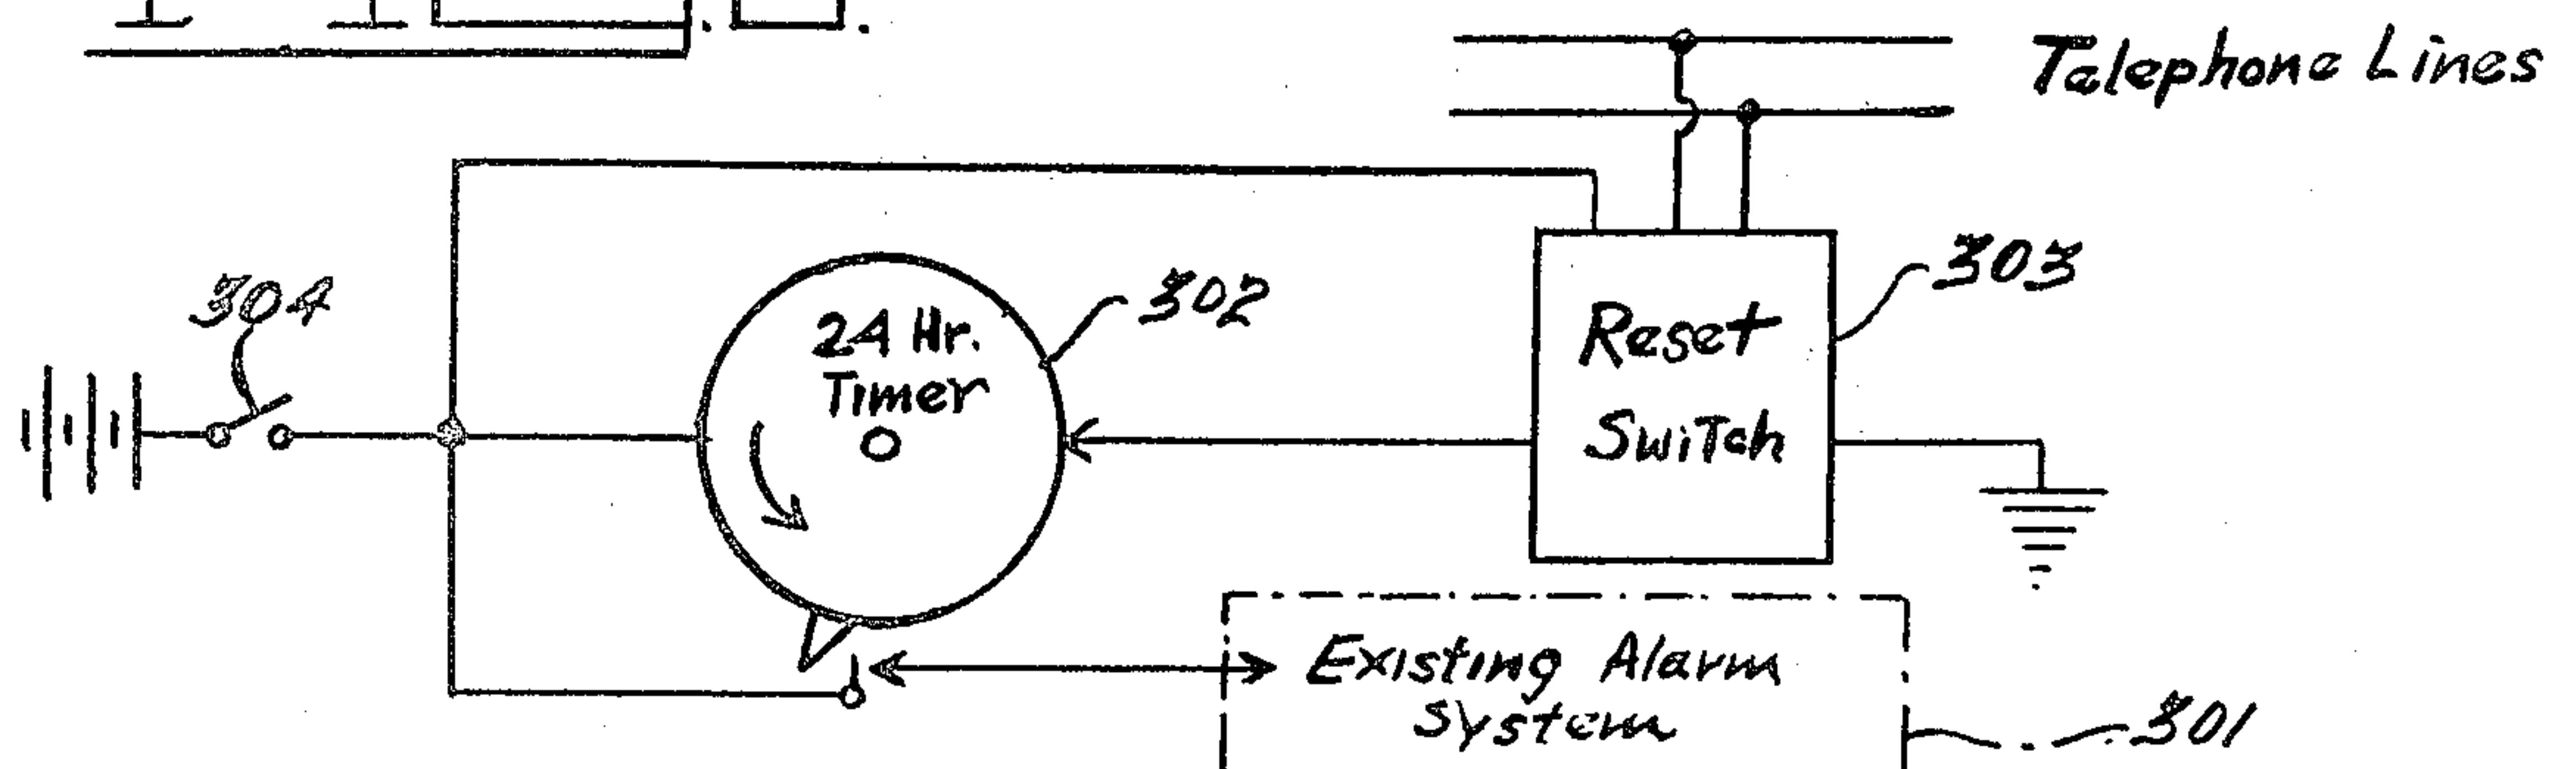 Telephone Lines
304
24 Hr.
Timer
302
Reset
Switch
303
Existing Alarm
System
301